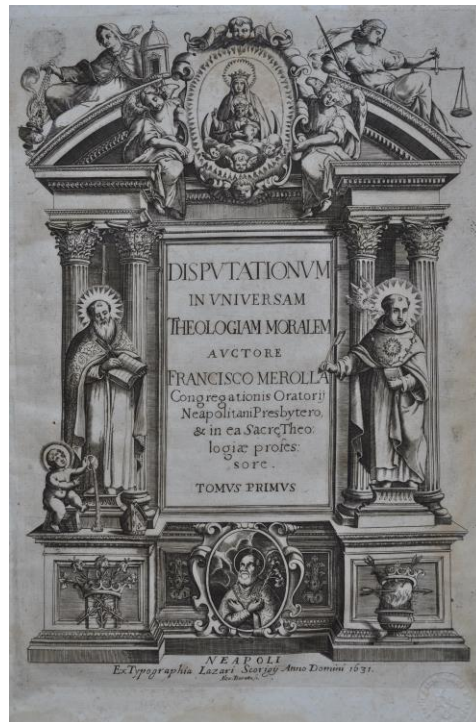 DISPVTATIONVM
IN VNIVERSAM
THEOLOGIAM MORALEM
AVCTORE
FRANCISCO MEROLLA
Congregationis Oratorij
Neapolitani Presbytero,
& in ea Sacrę Theo:
logiæ profes:
sore.
TOMVS PRIMVS
NEAPOLI
Ex Typographia Lazari Scorigij Anno Domini 1631.